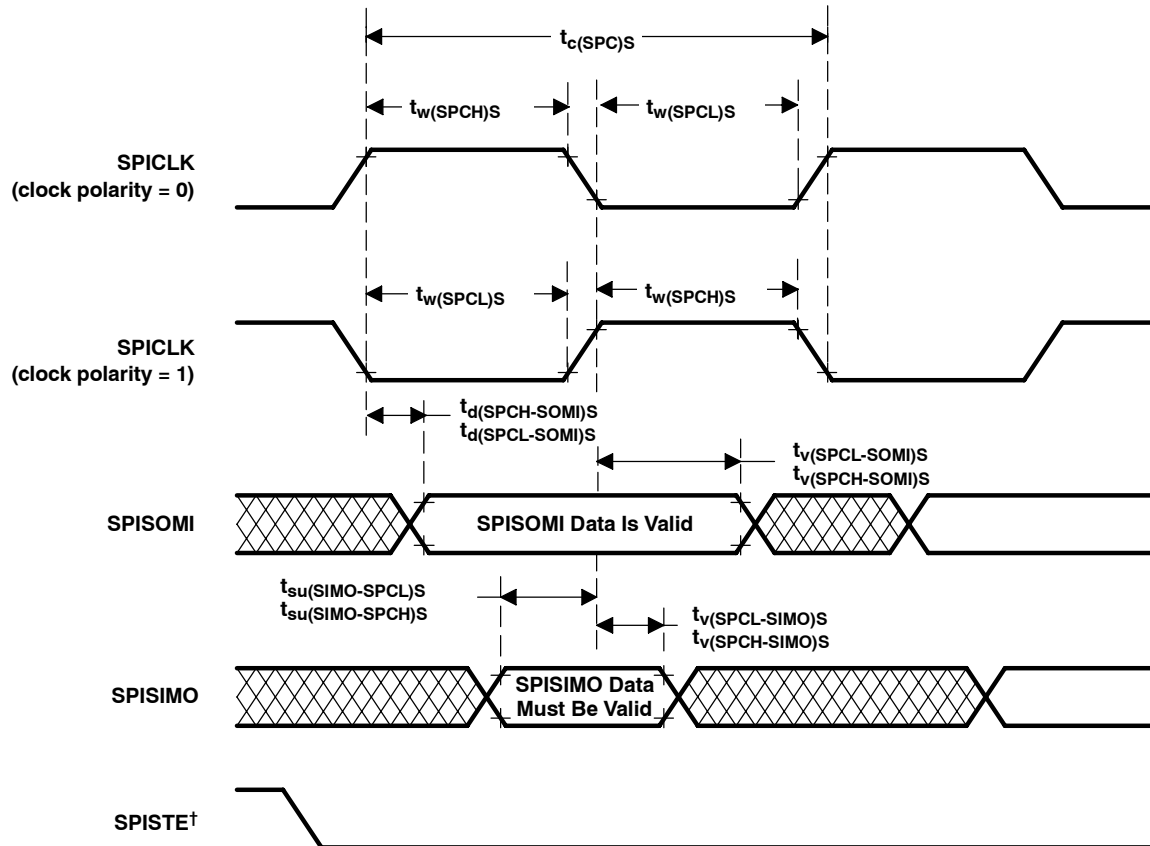 tc(SPC)S
tw(SPCH)S
tw(SPCL)S
SPICLK
(clock polarity = 0)
tw(SPCL)S
tw(SPCH)S
SPICLK
(clock polarity = 1)
td(SPCH-SOMI)S
td(SPCL-SOMI)S
tv(SPCL-SOMI)S
tv(SPCH-SOMI)S
SPISOMI
SPISOMI Data Is Valid
tsu(SIMO-SPCL)S
tsu(SIMO-SPCH)S
tv(SPCL-SIMO)S
tv(SPCH-SIMO)S
SPISIMO
SPISIMO Data
Must Be Valid
SPISTE†